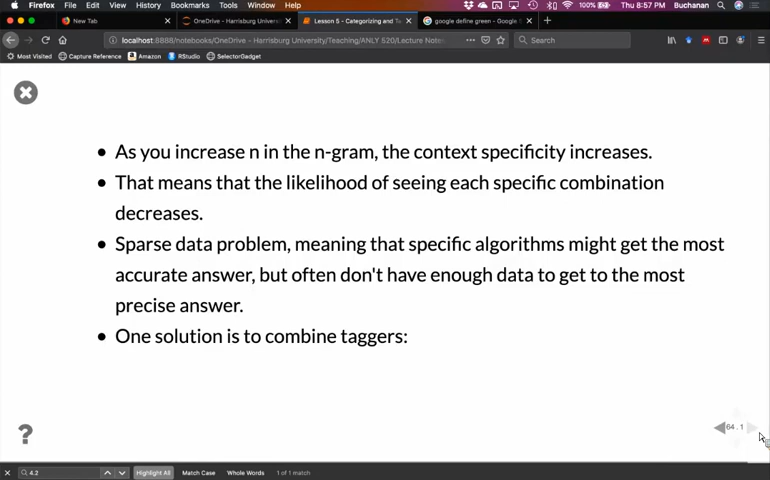 Firefox File Edit View History Bookmarks Tools Window Help 100% Thu 8:57 PM Buchanan
New Tab × OneDrive - Harrisburg Universi × Lesson 5 - Categorizing and Ta × google define green - Google S × +
localhost:8888/notebooks/OneDrive - Harrisburg University/Teaching/ANLY 520/Lecture Note Search
Most Visited Capture Reference Amazon RStudio SelectorGadget
• As you increase n in the n-gram, the context specificity increases.
• That means that the likelihood of seeing each specific combination
decreases.
• Sparse data problem, meaning that specific algorithms might get the most
accurate answer, but often don't have enough data to get to the most
precise answer.
• One solution is to combine taggers:
64.1
?
4.2 Highlight All Match Case Whole Words 1 of 1 match